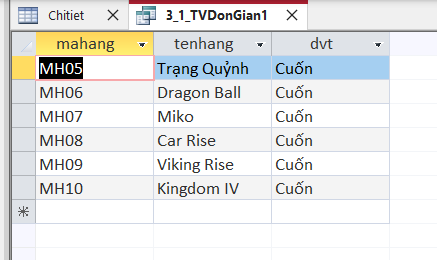 Chitiet 3_1_TVDonGian1
mahang tenhang dvt
MH05 Trạng Quỷnh Cuốn
MH06 Dragon Ball Cuốn
MH07 Miko Cuốn
MH08 Car Rise Cuốn
MH09 Viking Rise Cuốn
MH10 Kingdom IV Cuốn